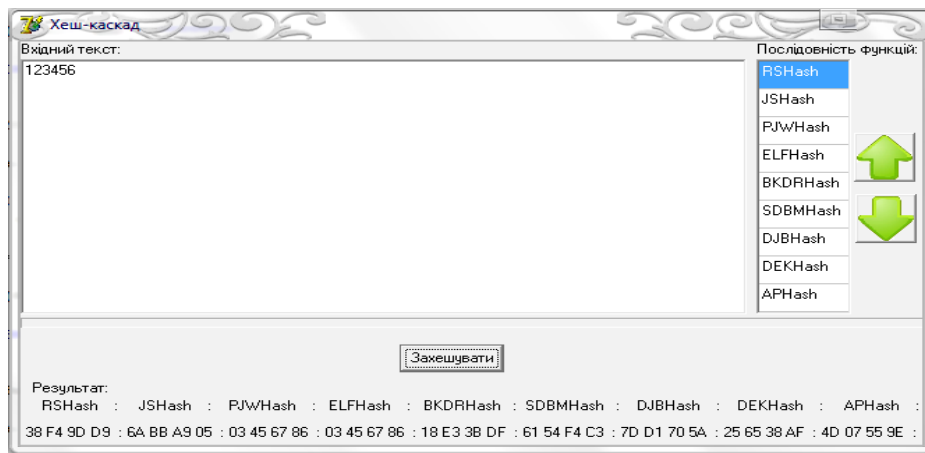 Хеш-каскад
Вхідний текст:
Послідовність функцій:
123456
RSHash
JSHash
PJWHash
ELFHash
BKDRHash
SDBMHash
DJBHash
DEKHash
APHash
Захешувати
Результат:
RSHash : JSHash : PJWHash : ELFHash : BKDRHash : SDBMHash : DJBHash : DEKHash : APHash :
38 F4 9D D9 : 6A BB A9 05 : 03 45 67 86 : 03 45 67 86 : 18 E3 3B DF : 61 54 F4 C3 : 7D D1 70 5A : 25 65 38 AF : 4D 07 55 9E :